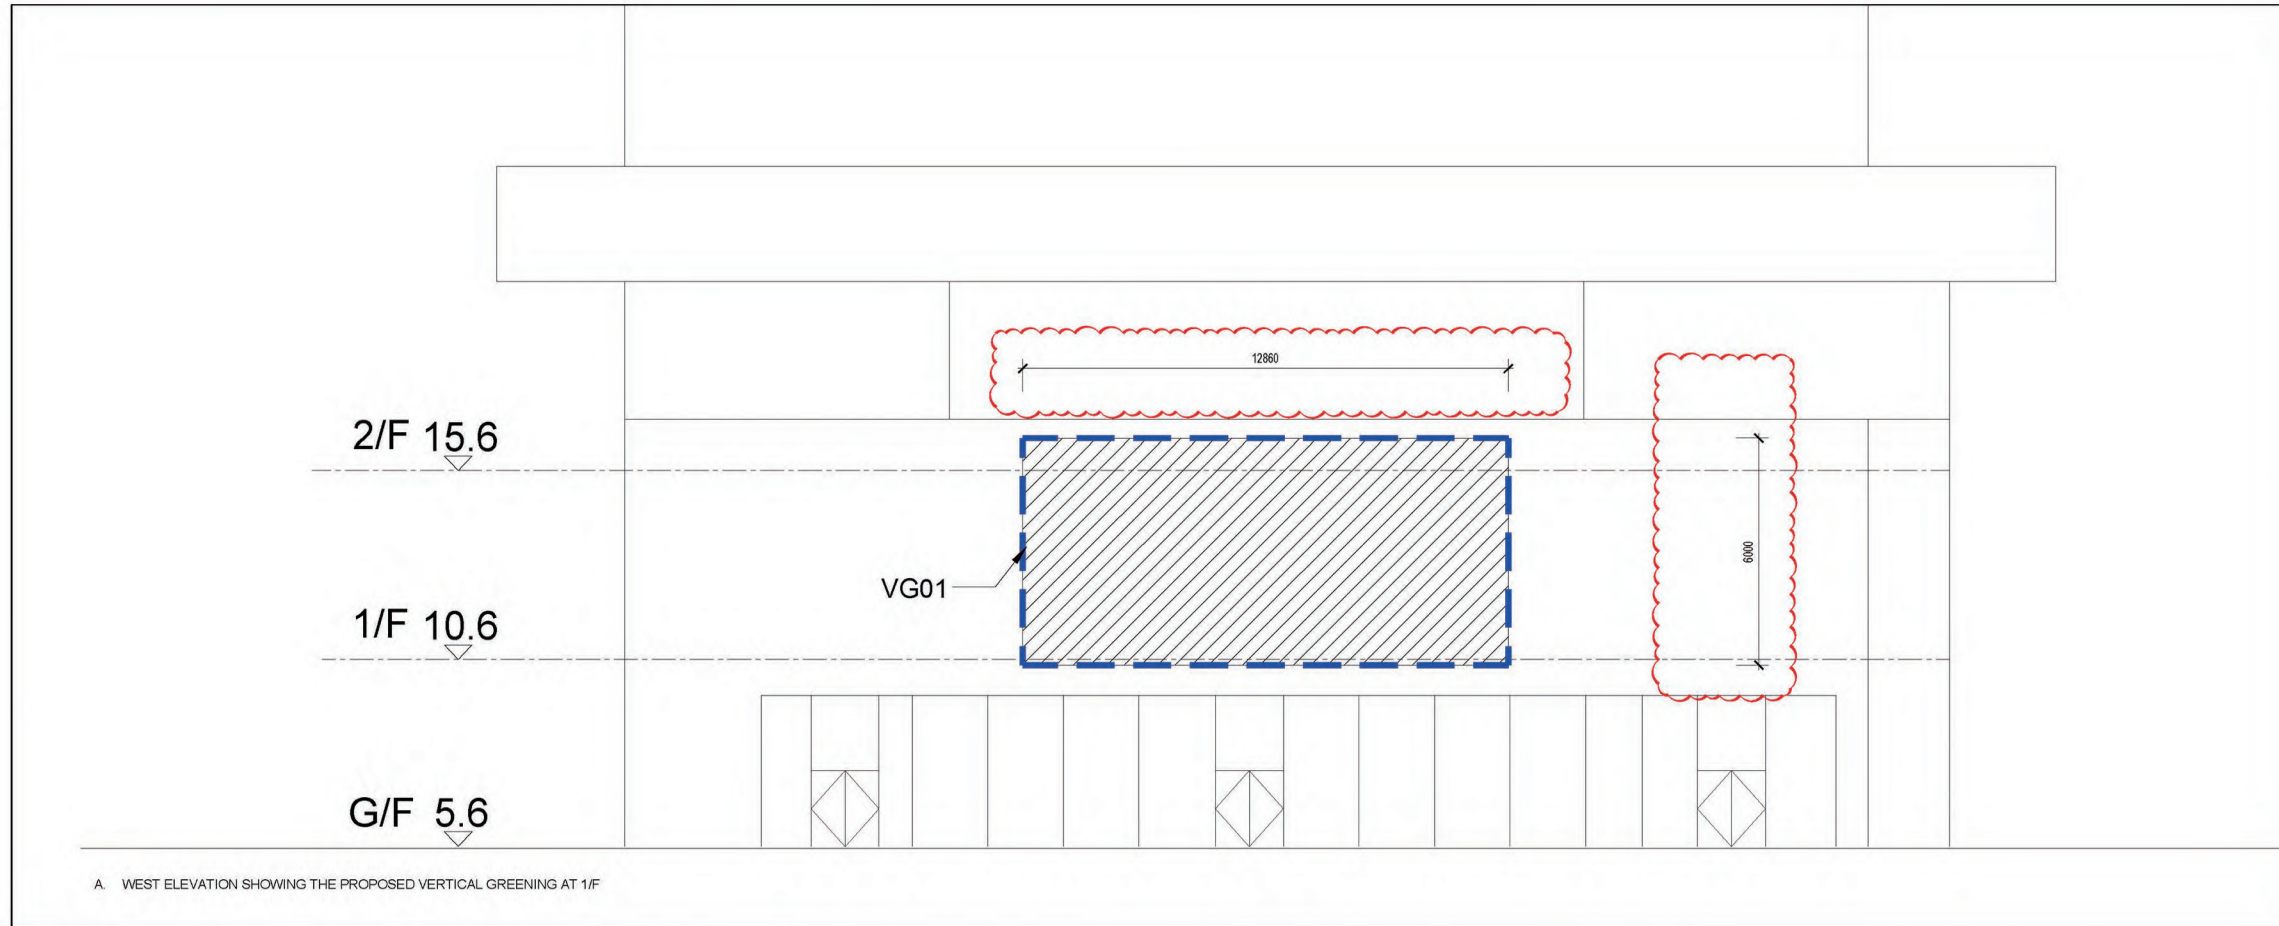 12860
2/F 15.6
6000
VG01
1/F 10.6
G/F 5.6
A. WEST ELEVATION SHOWING THE PROPOSED VERTICAL GREENING AT 1/F